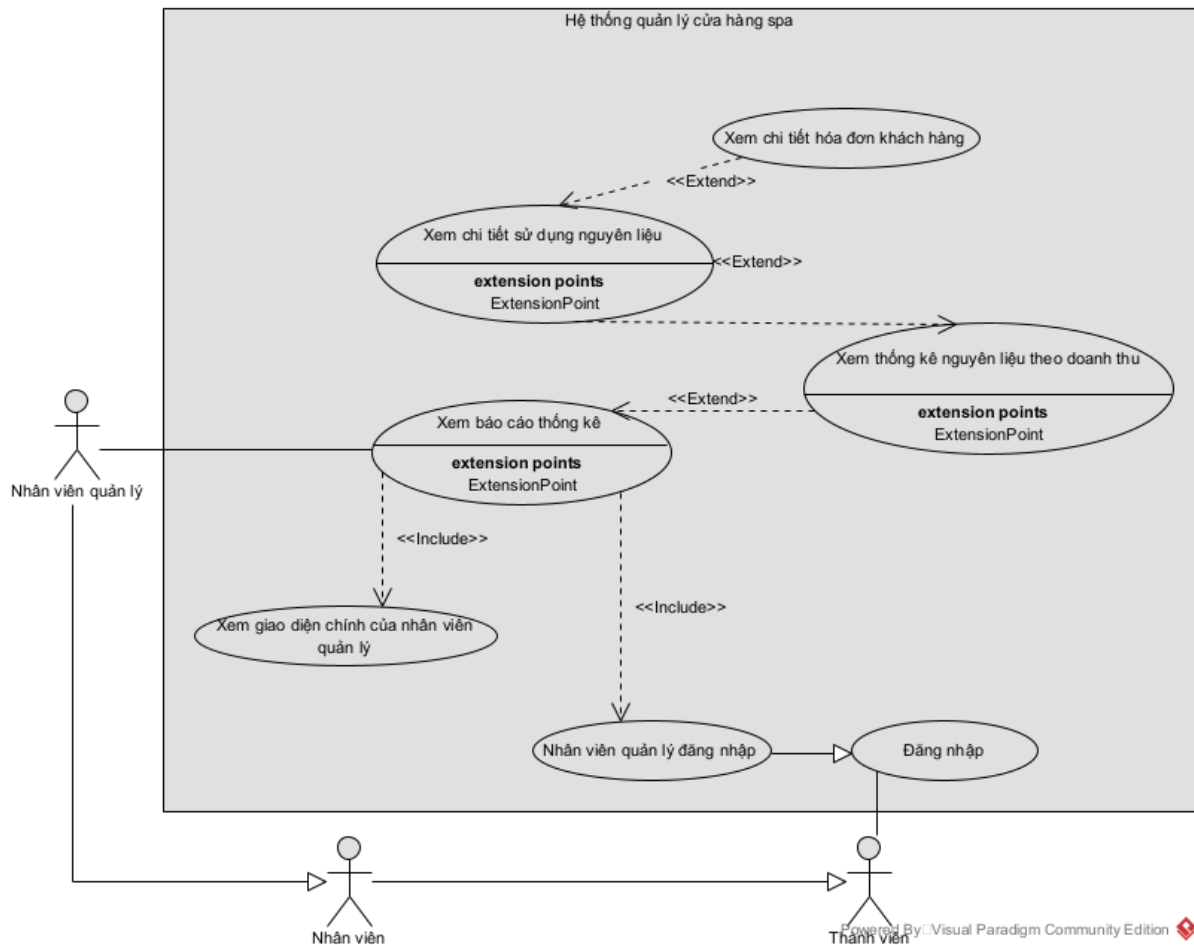 Hệ thống quản lý cửa hàng spa
Xem chi tiết hóa đơn khách hàng
<<Extend>>
Xem chi tiết sử dụng nguyên liệu
<<Extend>>
extension points
ExtensionPoint
Xem thống kê nguyên liệu theo doanh thu
<<Extend>>
extension points
ExtensionPoint
Xem báo cáo thống kê
extension points
ExtensionPoint
Nhân viên quản lý
<<Include>>
<<Include>>
Xem giao diện chính của nhân viên
quản lý
Nhân viên quản lý đăng nhập
Đăng nhập
Nhân viên
Thành viên
Powered By Visual Paradigm Community Edition